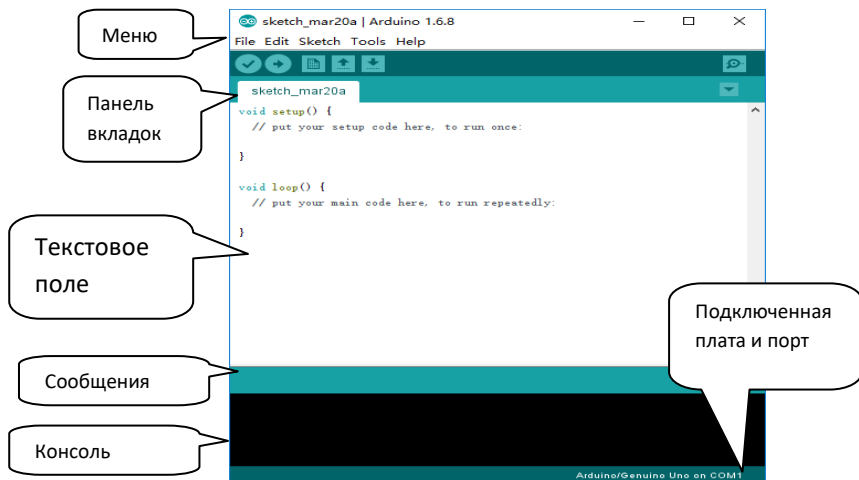 Меню
sketch_mar20a | Arduino 1.6.8
File Edit Sketch Tools Help
Панель
вкладок
sketch_mar20a
void setup() {
// put your setup code here, to run once:
}
void loop() {
// put your main code here, to run repeatedly:
}
Текстовое
поле
Подключенная
плата и порт
Сообщения
Консоль
Arduino/Genuino Uno on COM1